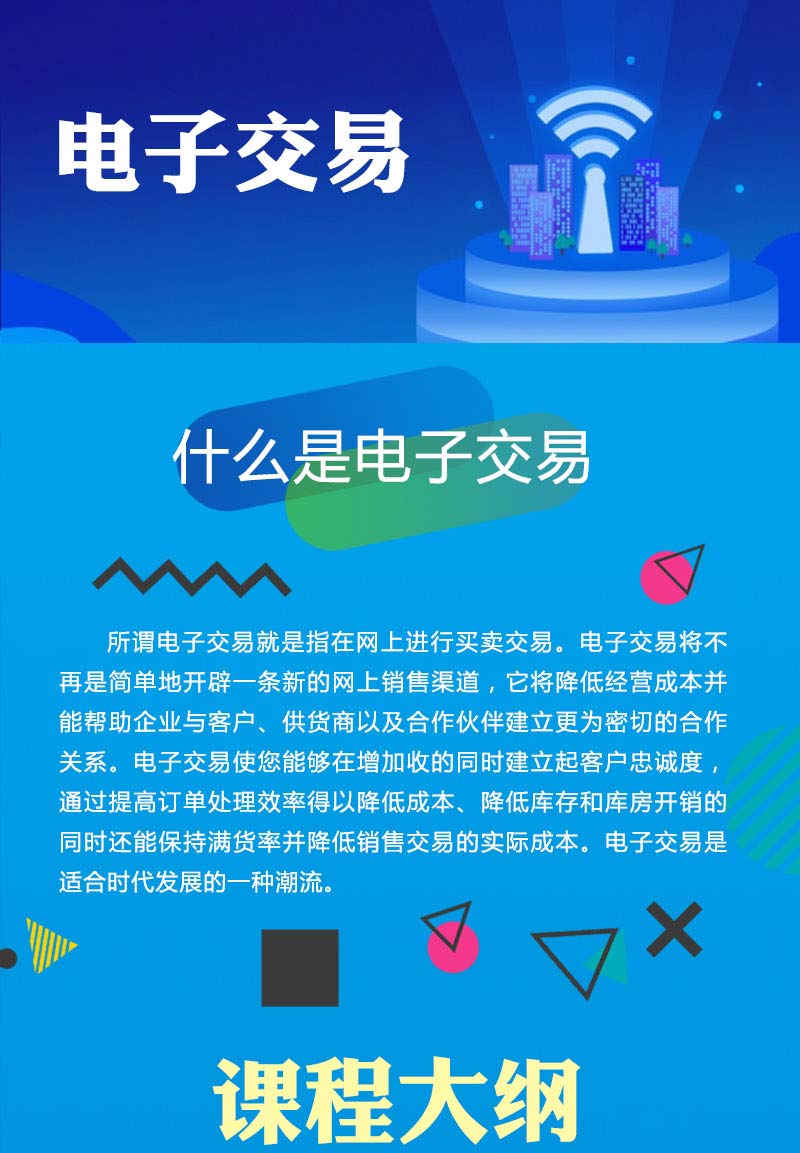 电子交易
什么是电子交易
所谓电子交易就是指在网上进行买卖交易。电子交易将不
再是简单地开辟一条新的网上销售渠道，它将降低经营成本并
能帮助企业与客户、供货商以及合作伙伴建立更为密切的合作
关系。电子交易使您能够在增加收的同时建立起客户忠诚度，
通过提高订单处理效率得以降低成本、降低库存和库房开销的
同时还能保持满货率并降低销售交易的实际成本。电子交易是
适合时代发展的一种潮流。
课程大纲